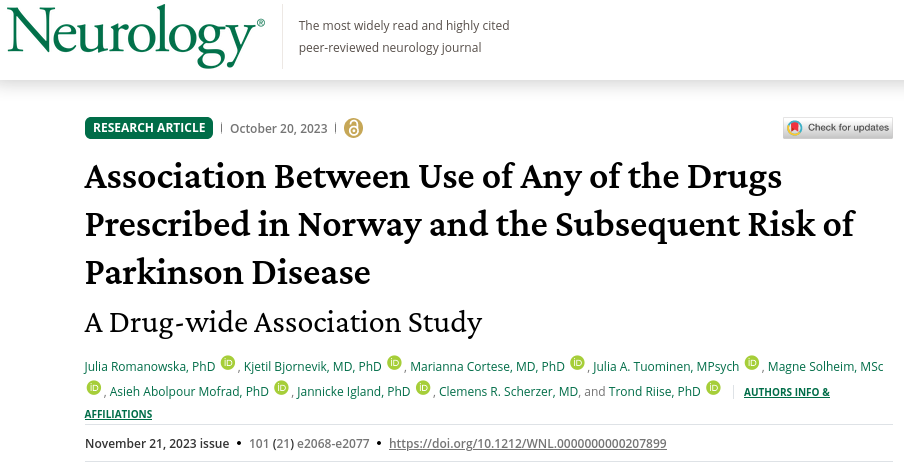 Neurology®
The most widely read and highly cited
peer-reviewed neurology journal
RESEARCH ARTICLE | October 20, 2023 |
Check for updates
Association Between Use of Any of the Drugs
Prescribed in Norway and the Subsequent Risk of
Parkinson Disease
A Drug-wide Association Study
Julia Romanowska, PhD iD, Kjetil Bjornevik, MD, PhD iD, Marianna Cortese, MD, PhD iD, Julia A. Tuominen, MPsych iD, Magne Solheim, MSc
iD, Asieh Abolpour Mofrad, PhD iD, Jannicke Igland, PhD iD, Clemens R. Scherzer, MD, and Trond Riise, PhD iD | AUTHORS INFO &
AFFILIATIONS
November 21, 2023 issue • 101 (21) e2068-e2077 • https://doi.org/10.1212/WNL.0000000000207899